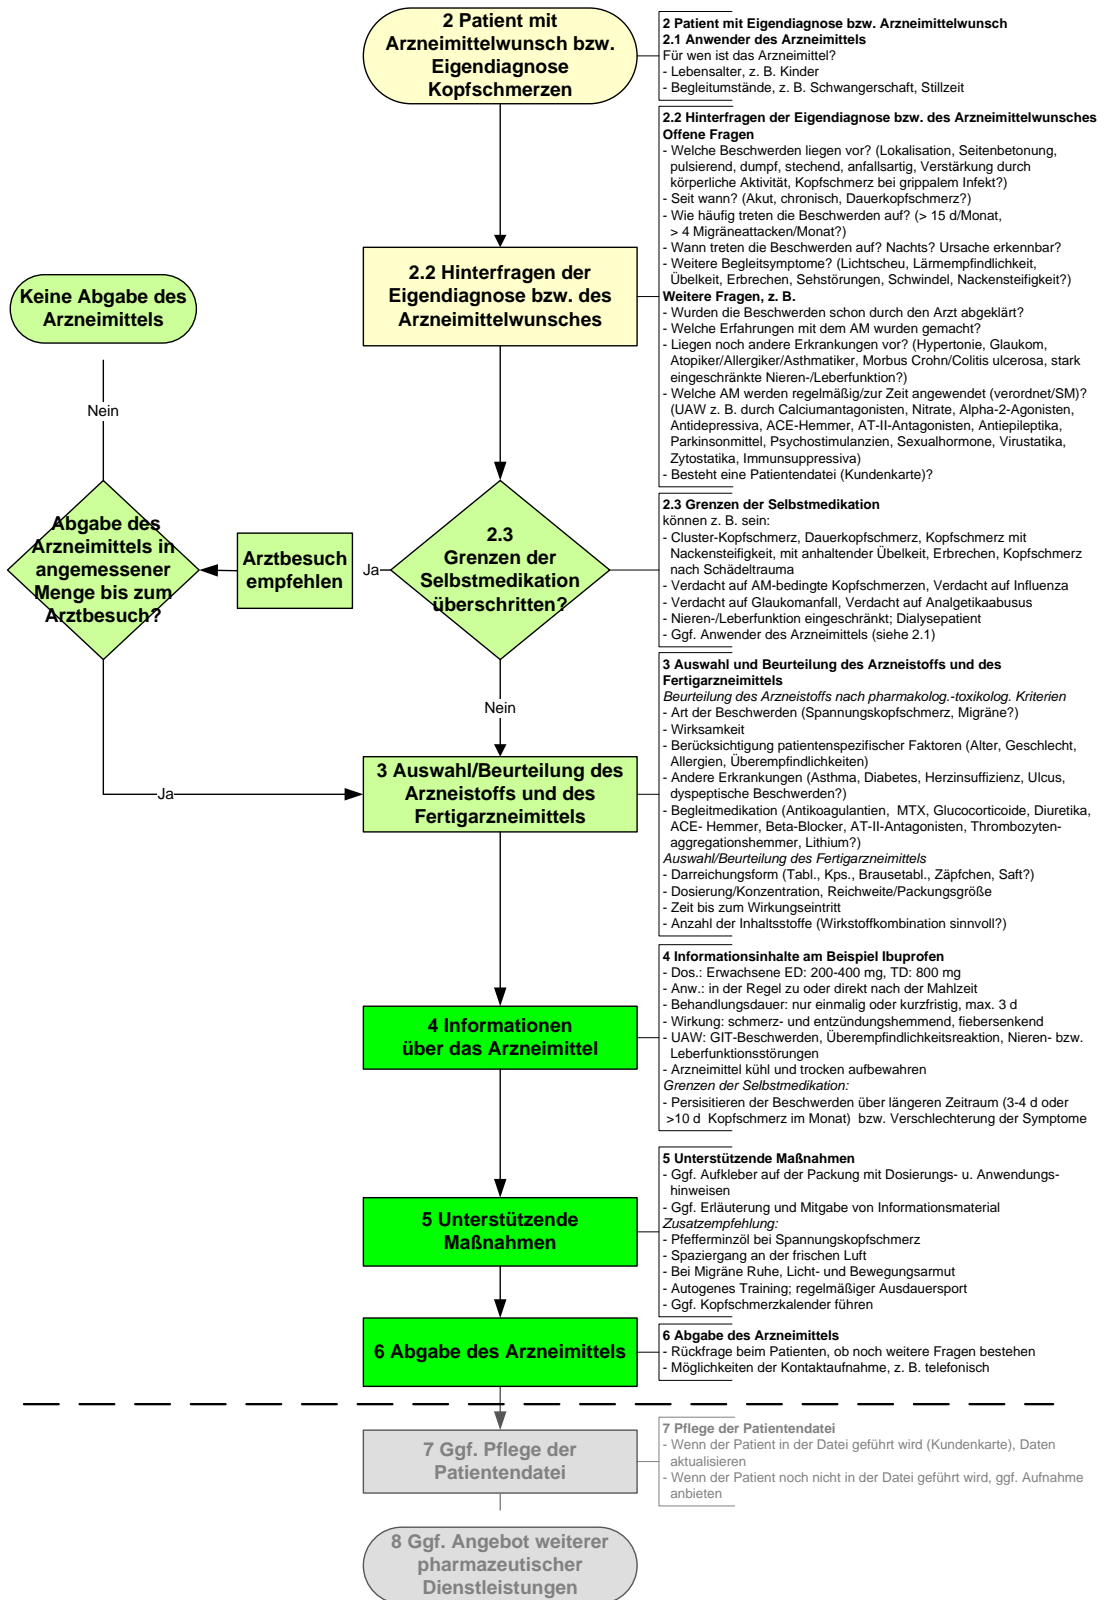 2 Patient mit
Arzneimittelwunsch bzw.
Eigendiagnose
Kopfschmerzen
2 Patient mit Eigendiagnose bzw. Arzneimittelwunsch
2.1 Anwender des Arzneimittels
Für wen ist das Arzneimittel?
- Lebensalter, z. B. Kinder
- Begleitumstände, z. B. Schwangerschaft, Stillzeit
2.2 Hinterfragen der
Eigendiagnose bzw. des
Arzneimittelwunsches
2.2 Hinterfragen der Eigendiagnose bzw. des Arzneimittelwunsches
Offene Fragen
- Welche Beschwerden liegen vor? (Lokalisation, Seitenbetonung,
pulsierend, dumpf, stechend, anfallsartig, Verstärkung durch
körperliche Aktivität, Kopfschmerz bei grippalem Infekt?)
- Seit wann? (Akut, chronisch, Dauerkopfschmerz?)
- Wie häufig treten die Beschwerden auf? (> 15 d/Monat,
> 4 Migräneattacken/Monat?)
- Wann treten die Beschwerden auf? Nachts? Ursache erkennbar?
- Weitere Begleitsymptome? (Lichtscheu, Lärmempfindlichkeit,
Übelkeit, Erbrechen, Sehstörungen, Schwindel, Nackensteifigkeit?)
Weitere Fragen, z. B.
- Wurden die Beschwerden schon durch den Arzt abgeklärt?
- Welche Erfahrungen mit dem AM wurden gemacht?
- Liegen noch andere Erkrankungen vor? (Hypertonie, Glaukom,
Atopiker/Allergiker/Asthmatiker, Morbus Crohn/Colitis ulcerosa, stark
eingeschränkte Nieren-/Leberfunktion?)
- Welche AM werden regelmäßig/zur Zeit angewendet (verordnet/SM)?
(UAW z. B. durch Calciumantagonisten, Nitrate, Alpha-2-Agonisten,
Antidepressiva, ACE-Hemmer, AT-II-Antagonisten, Antiepileptika,
Parkinsonmittel, Psychostimulanzien, Sexualhormone, Virustatika,
Zytostatika, Immunsuppressiva)
- Besteht eine Patientendatei (Kundenkarte)?
Keine Abgabe des
Arzneimittels
Nein
Abgabe des
Arzneimittels in
angemessener
Menge bis zum
Arztbesuch?
Arztbesuch
empfehlen
Ja
2.3
Grenzen der
Selbstmedikation
überschritten?
2.3 Grenzen der Selbstmedikation
können z. B. sein:
- Cluster-Kopfschmerz, Dauerkopfschmerz, Kopfschmerz mit
Nackensteifigkeit, mit anhaltender Übelkeit, Erbrechen, Kopfschmerz
nach Schädeltrauma
- Verdacht auf AM-bedingte Kopfschmerzen, Verdacht auf Influenza
- Verdacht auf Glaukomanfall, Verdacht auf Analgetikaabusus
- Nieren-/Leberfunktion eingeschränkt; Dialysepatient
- Ggf. Anwender des Arzneimittels (siehe 2.1)
Nein
Ja
3 Auswahl/Beurteilung des
Arzneistoffs und des
Fertigarzneimittels
3 Auswahl und Beurteilung des Arzneistoffs und des
Fertigarzneimittels
Beurteilung des Arzneistoffs nach pharmakolog.-toxikolog. Kriterien
- Art der Beschwerden (Spannungskopfschmerz, Migräne?)
- Wirksamkeit
- Berücksichtigung patientenspezifischer Faktoren (Alter, Geschlecht,
Allergien, Überempfindlichkeiten)
- Andere Erkrankungen (Asthma, Diabetes, Herzinsuffizienz, Ulcus,
dyspeptische Beschwerden?)
- Begleitmedikation (Antikoagulantien, MTX, Glucocorticoide, Diuretika,
ACE- Hemmer, Beta-Blocker, AT-II-Antagonisten, Thrombozyten-
aggregationshemmer, Lithium?)
Auswahl/Beurteilung des Fertigarzneimittels
- Darreichungsform (Tabl., Kps., Brausetabl., Zäpfchen, Saft?)
- Dosierung/Konzentration, Reichweite/Packungsgröße
- Zeit bis zum Wirkungseintritt
- Anzahl der Inhaltsstoffe (Wirkstoffkombination sinnvoll?)
4 Informationen
über das Arzneimittel
4 Informationsinhalte am Beispiel Ibuprofen
- Dos.: Erwachsene ED: 200-400 mg, TD: 800 mg
- Anw.: in der Regel zu oder direkt nach der Mahlzeit
- Behandlungsdauer: nur einmalig oder kurzfristig, max. 3 d
- Wirkung: schmerz- und entzündungshemmend, fiebersenkend
- UAW: GIT-Beschwerden, Überempfindlichkeitsreaktion, Nieren- bzw.
Leberfunktionsstörungen
- Arzneimittel kühl und trocken aufbewahren
Grenzen der Selbstmedikation:
- Persisitieren der Beschwerden über längeren Zeitraum (3-4 d oder
>10 d Kopfschmerz im Monat) bzw. Verschlechterung der Symptome
5 Unterstützende
Maßnahmen
5 Unterstützende Maßnahmen
- Ggf. Aufkleber auf der Packung mit Dosierungs- u. Anwendungs-
hinweisen
- Ggf. Erläuterung und Mitgabe von Informationsmaterial
Zusatzempfehlung:
- Pfefferminzöl bei Spannungskopfschmerz
- Spaziergang an der frischen Luft
- Bei Migräne Ruhe, Licht- und Bewegungsarmut
- Autogenes Training; regelmäßiger Ausdauersport
- Ggf. Kopfschmerzkalender führen
6 Abgabe des Arzneimittels
6 Abgabe des Arzneimittels
- Rückfrage beim Patienten, ob noch weitere Fragen bestehen
- Möglichkeiten der Kontaktaufnahme, z. B. telefonisch
7 Ggf. Pflege der
Patientendatei
7 Pflege der Patientendatei
- Wenn der Patient in der Datei geführt wird (Kundenkarte), Daten
aktualisieren
- Wenn der Patient noch nicht in der Datei geführt wird, ggf. Aufnahme
anbieten
8 Ggf. Angebot weiterer
pharmazeutischer
Dienstleistungen